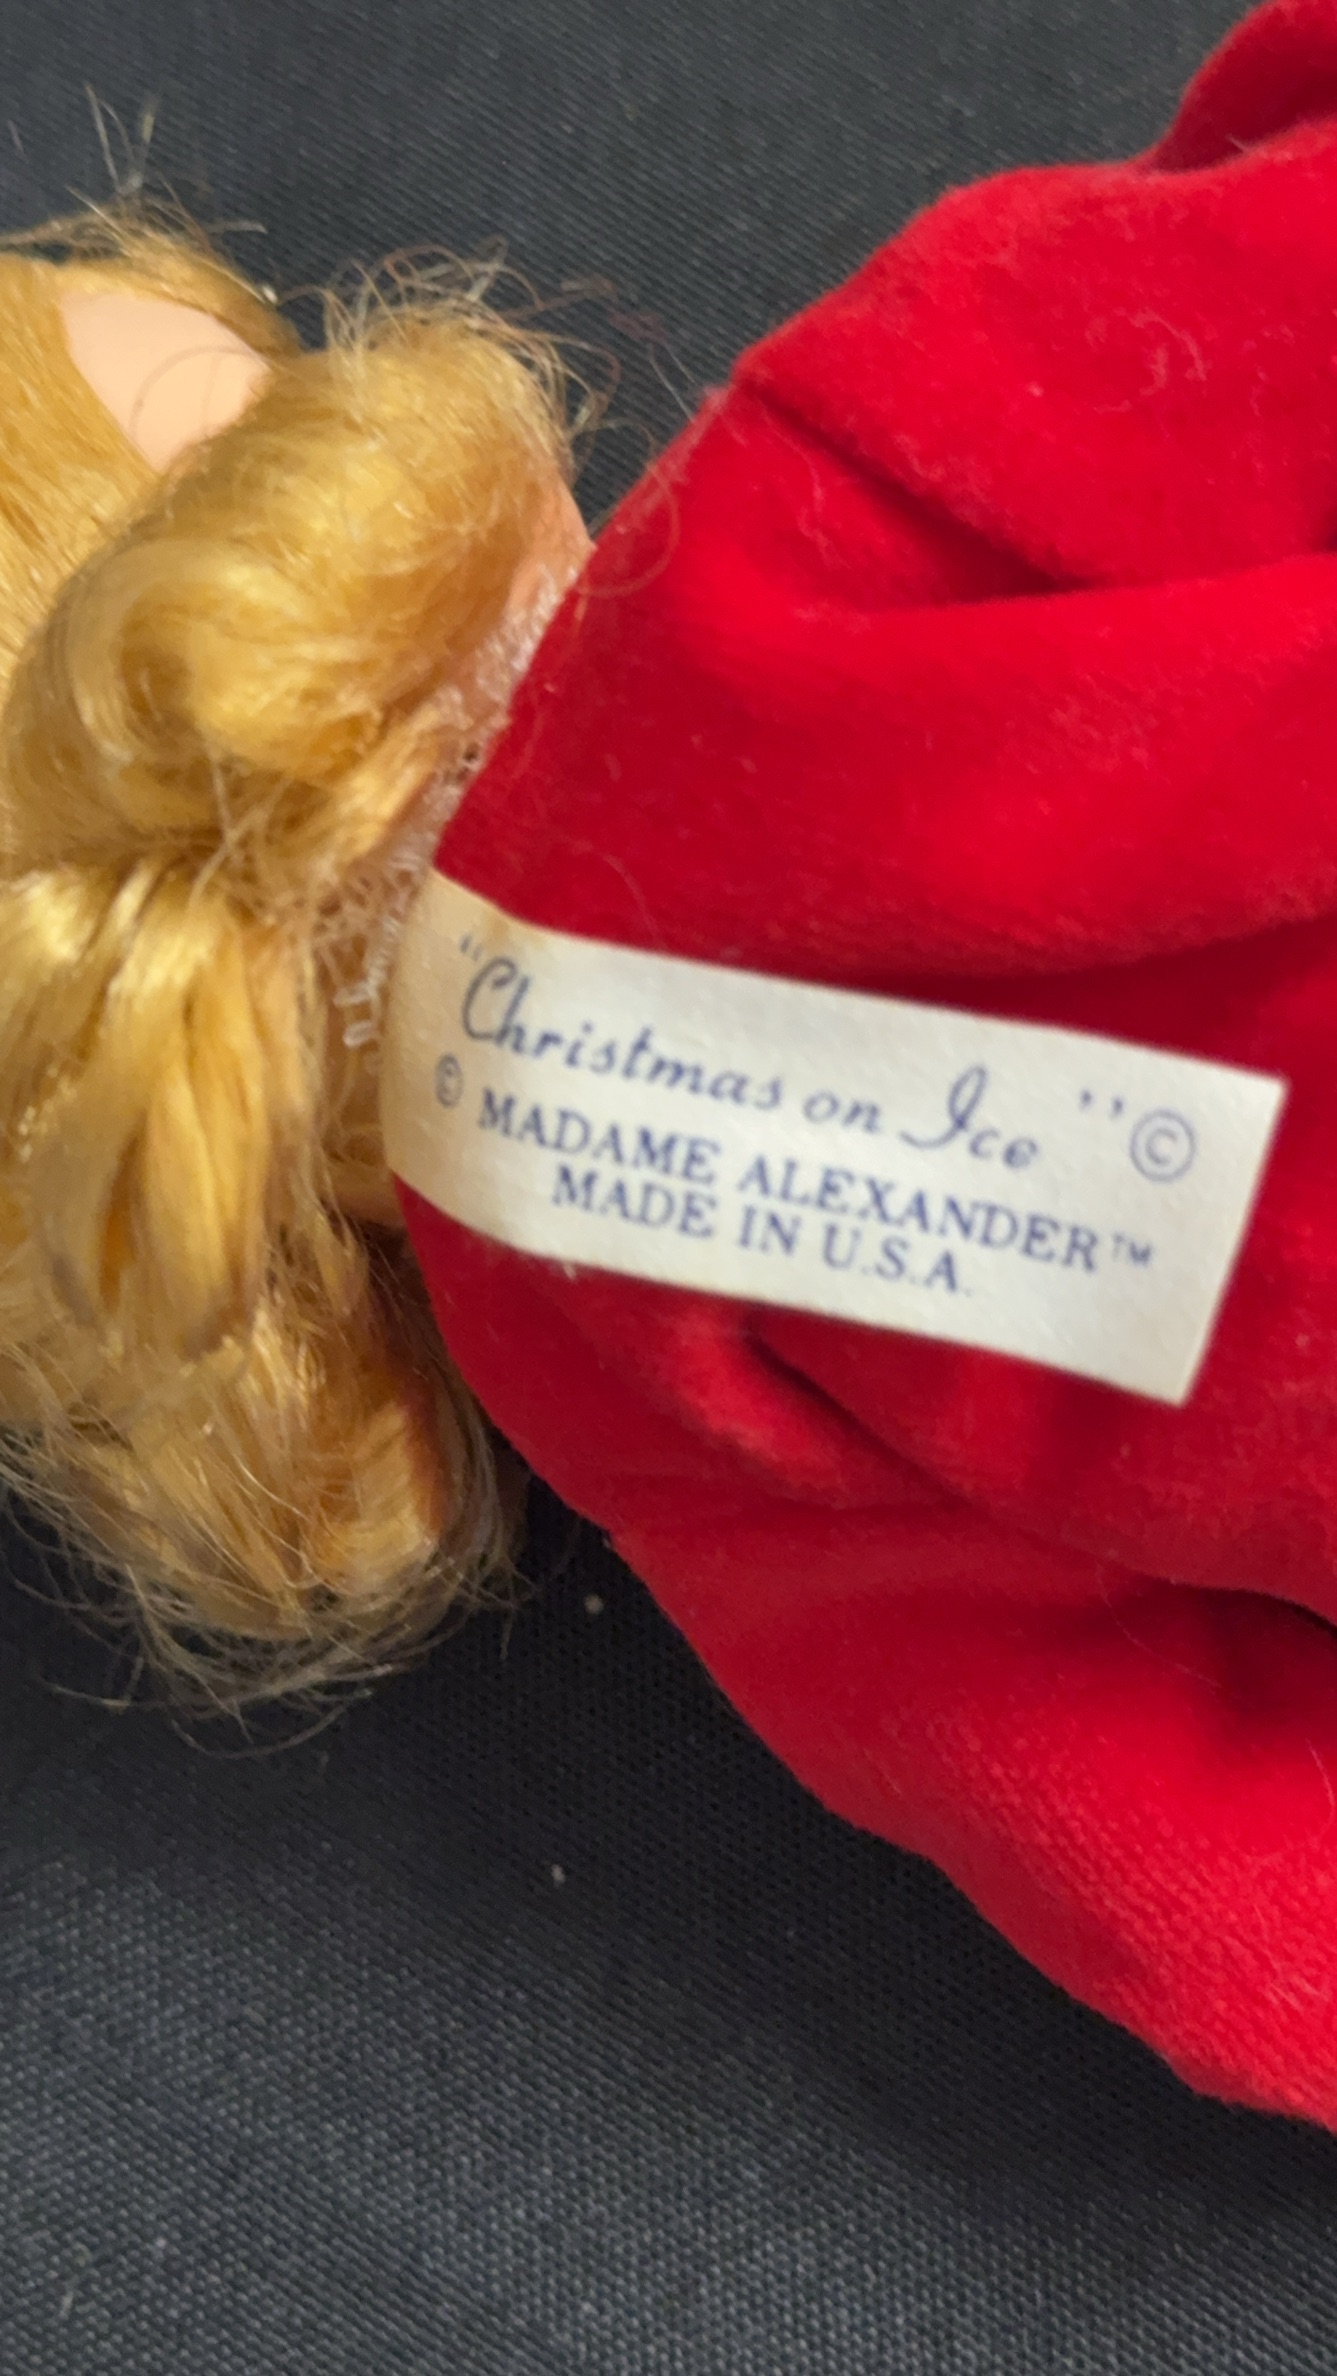 "Christmas on Ice"©
© MADAME ALEXANDER™
MADE IN U.S.A.